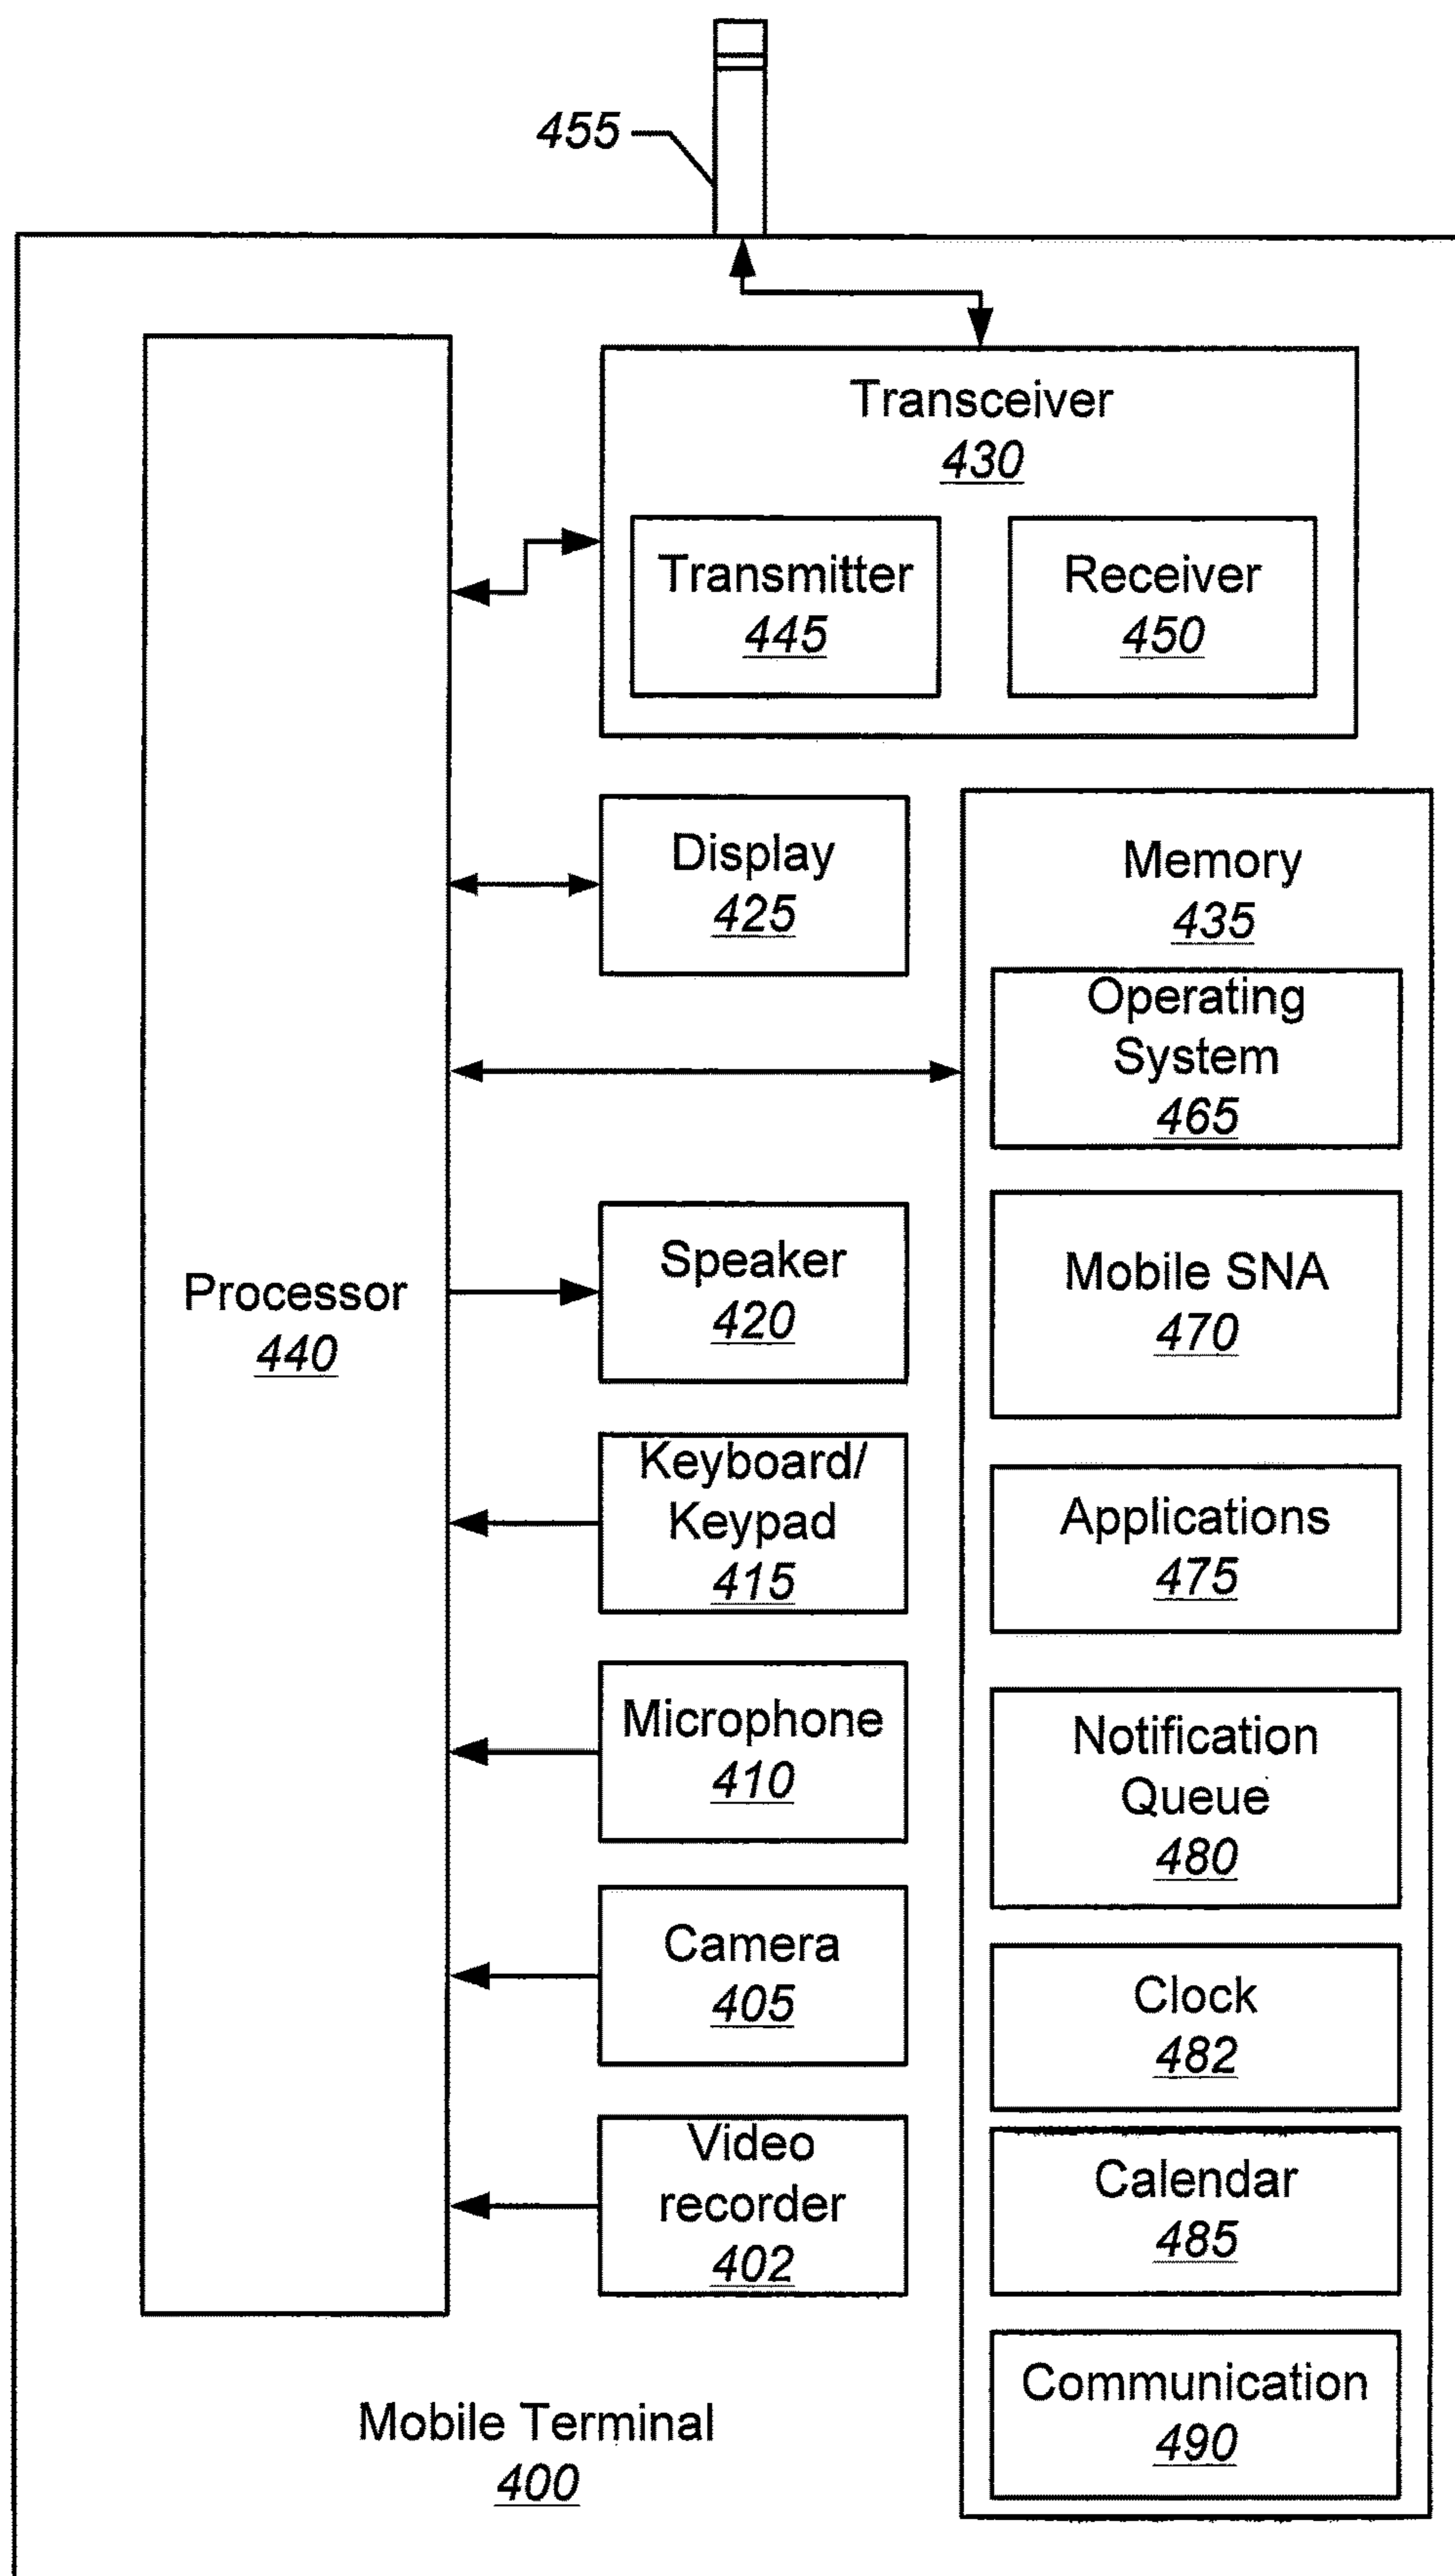 455
Transceiver
430
Transmitter
445
Receiver
450
Display
425
Memory
435
Operating
System
465
Processor
440
Speaker
420
Mobile SNA
470
Keyboard/
Keypad
415
Applications
475
Microphone
410
Notification
Queue
480
Camera
405
Clock
482
Video
recorder
402
Calendar
485
Communication
490
Mobile Terminal
400